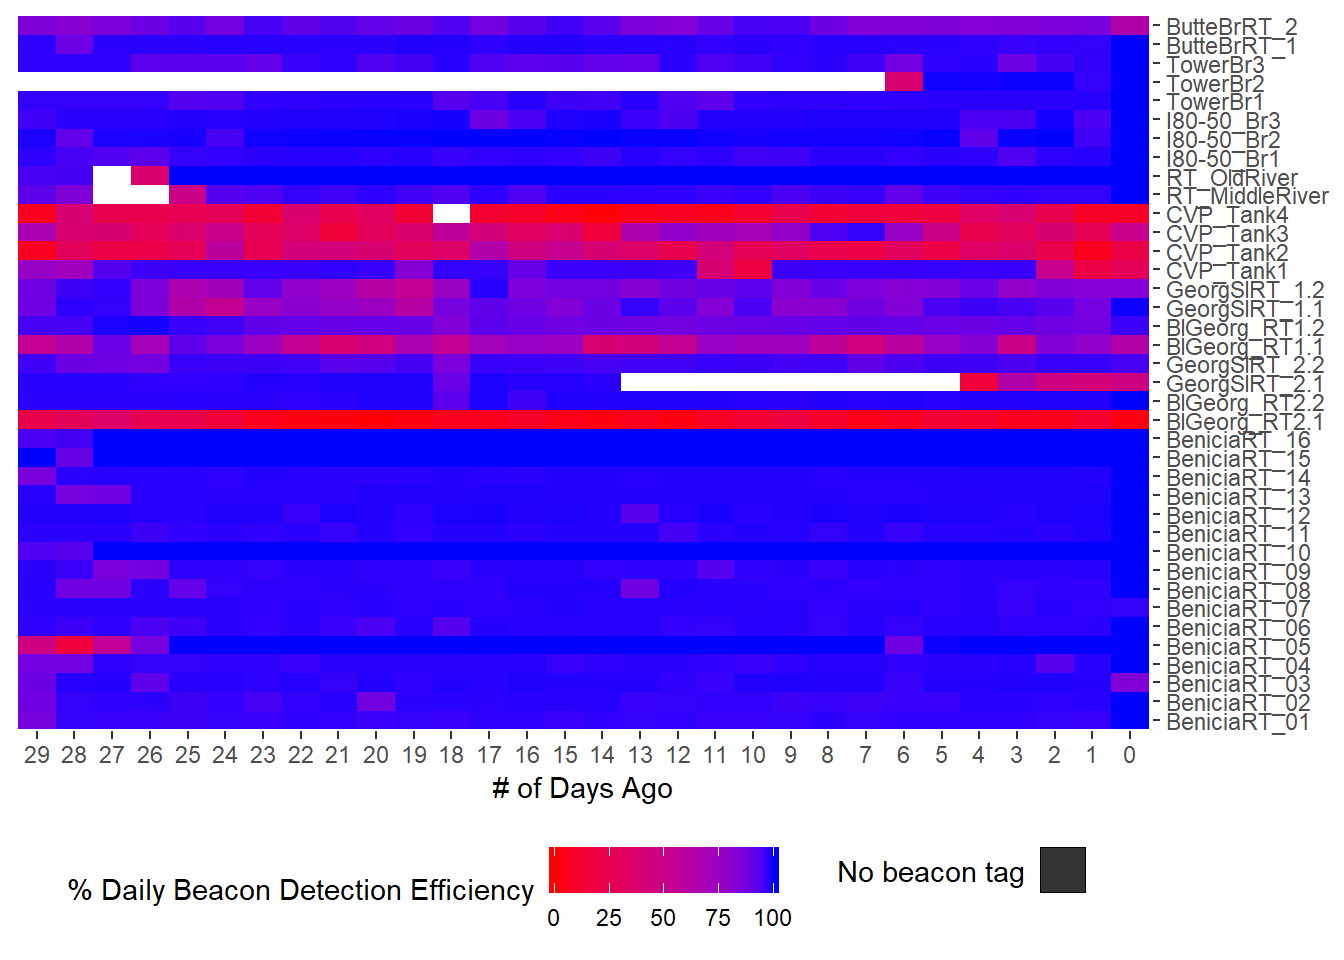 ButteBrRT_2
ButteBrRT_1
TowerBr3
TowerBr2
TowerBr1
I80-50_Br3
I80-50_Br2
I80-50_Br1
RT_OldRiver
RT_MiddleRiver
CVP_Tank4
CVP_Tank3
CVP_Tank2
CVP_Tank1
GeorgSlRT_1.2
GeorgSlRT_1.1
BlGeorg_RT1.2
BlGeorg_RT1.1
GeorgSlRT_2.2
GeorgSlRT_2.1
BlGeorg_RT2.2
BlGeorg_RT2.1
BeniciaRT_16
BeniciaRT_15
BeniciaRT_14
BeniciaRT_13
BeniciaRT_12
BeniciaRT_11
BeniciaRT_10
BeniciaRT_09
BeniciaRT_08
BeniciaRT_07
BeniciaRT_06
BeniciaRT_05
BeniciaRT_04
BeniciaRT_03
BeniciaRT_02
BeniciaRT_01
29 28 27 26 25 24 23 22 21 20 19 18 17 16 15 14 13 12 11 10 9 8 7 6 5 4 3 2 1 0
# of Days Ago
% Daily Beacon Detection Efficiency
0 25 50 75 100
No beacon tag